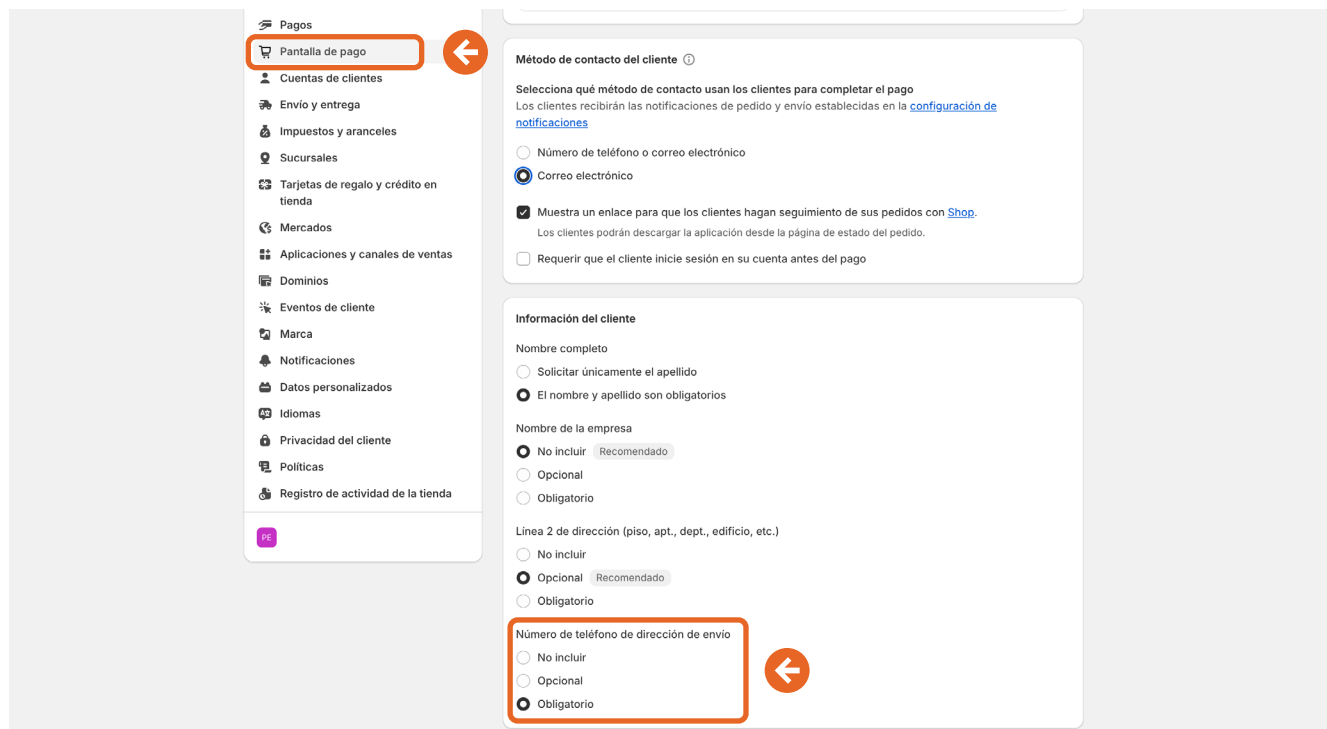 Pagos
Pantalla de pago
Cuentas de clientes
Envío y entrega
Impuestos y aranceles
Sucursales
Tarjetas de regalo y crédito en
tienda
Mercados
Aplicaciones y canales de ventas
Dominios
Eventos de cliente
Marca
Notificaciones
Datos personalizados
Idiomas
Privacidad del cliente
Políticas
Registro de actividad de la tienda
PE
Método de contacto del cliente
Selecciona qué método de contacto usan los clientes para completar el pago
Los clientes recibirán las notificaciones de pedido y envío establecidas en la configuración de
notificaciones
Número de teléfono o correo electrónico
Correo electrónico
Muestra un enlace para que los clientes hagan seguimiento de sus pedidos con Shop.
Los clientes podrán descargar la aplicación desde la página de estado del pedido.
Requerir que el cliente inicie sesión en su cuenta antes del pago
Información del cliente
Nombre completo
Solicitar únicamente el apellido
El nombre y apellido son obligatorios
Nombre de la empresa
No incluir Recomendado
Opcional
Obligatorio
Línea 2 de dirección (piso, apt., dept., edificio, etc.)
No incluir
Opcional Recomendado
Obligatorio
Número de teléfono de dirección de envío
No incluir
Opcional
Obligatorio